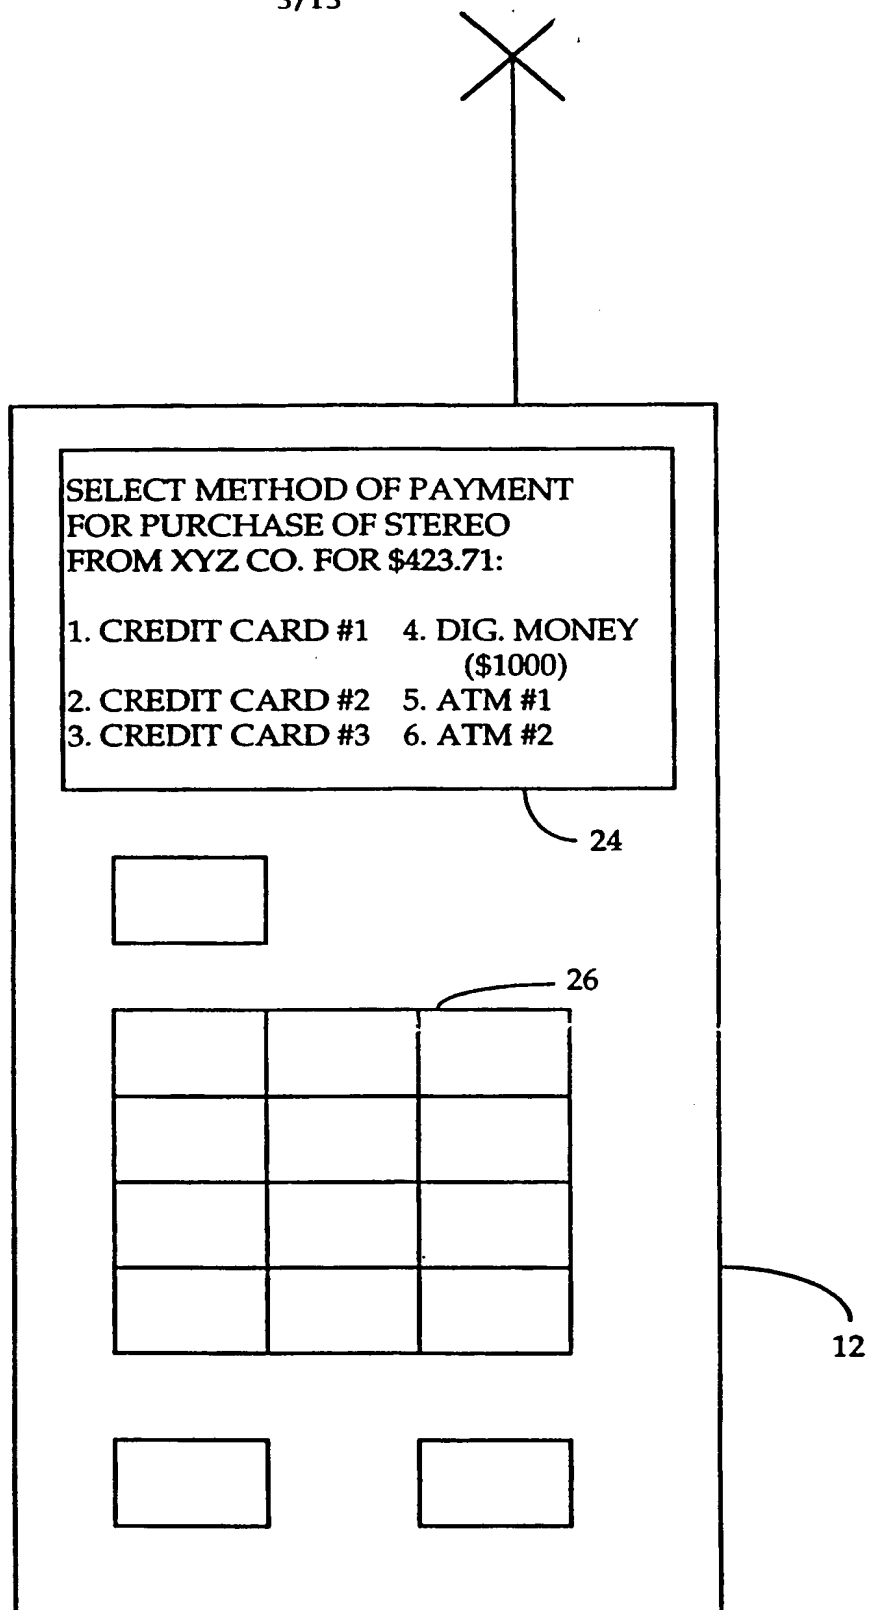 3/13
SELECT METHOD OF PAYMENT
FOR PURCHASE OF STEREO
FROM XYZ CO. FOR $423.71:
1. CREDIT CARD #1 4. DIG. MONEY
($1000)
2. CREDIT CARD #2 5. ATM #1
3. CREDIT CARD #3 6. ATM #2
24
26
12